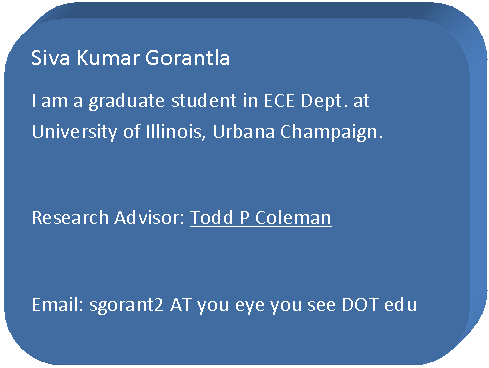 Siva Kumar Gorantla
I am a graduate student in ECE Dept. at
University of Illinois, Urbana Champaign.
Research Advisor: Todd P Coleman
Email: sgorant2 AT you eye you see DOT edu